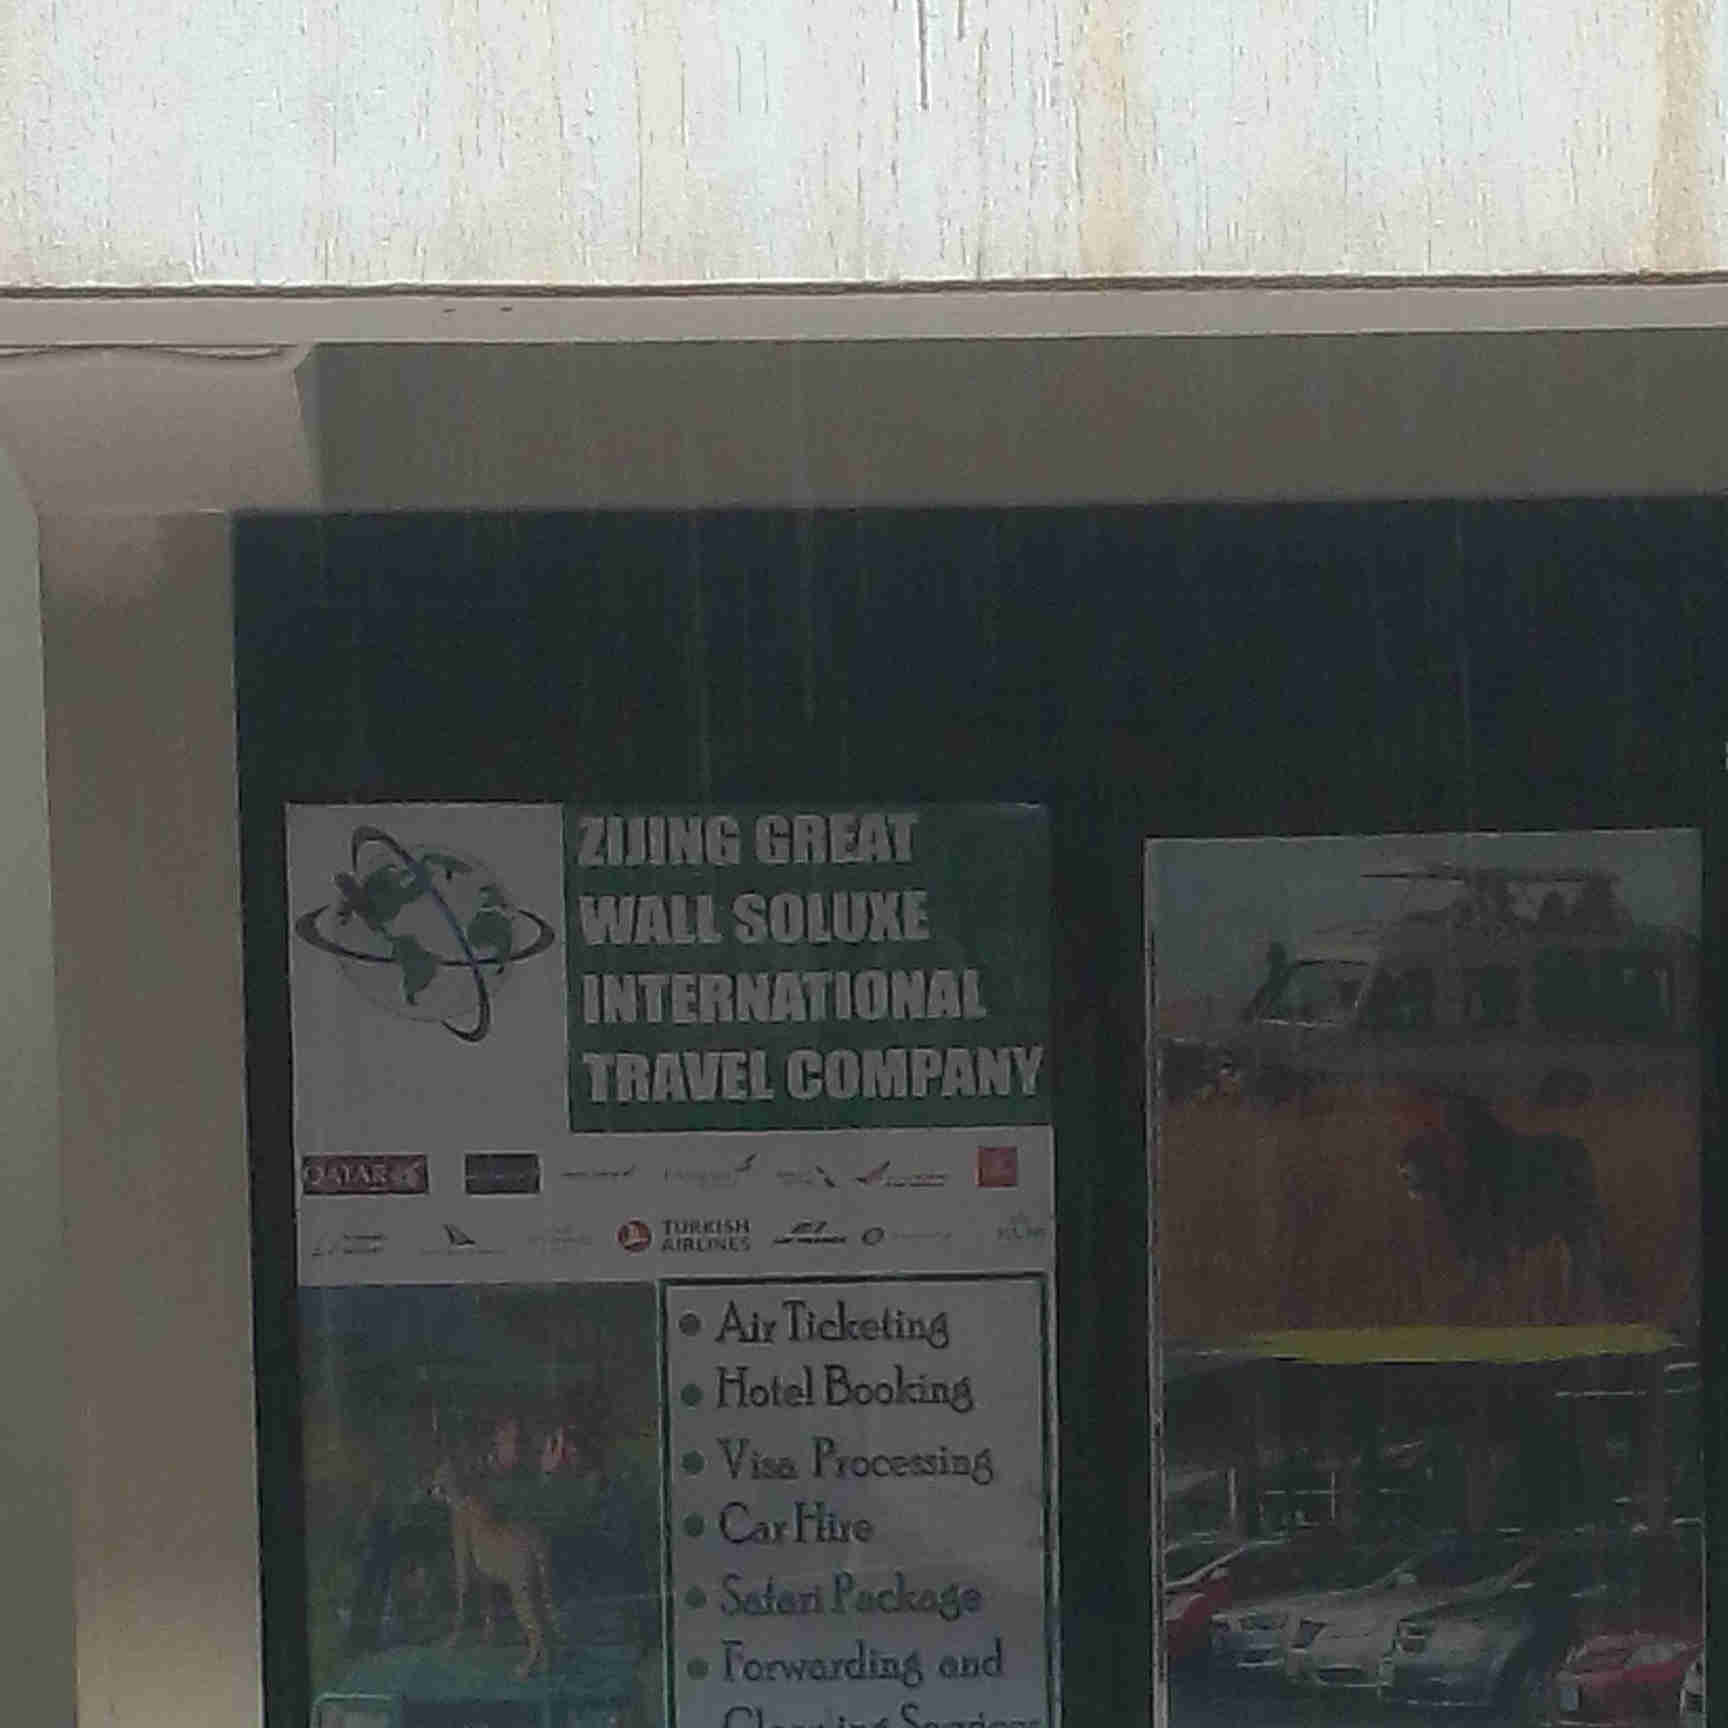 ZIJING GREAT
WALL SOLUXE
INTERNATIONAL
TRAVEL COMPANY
QATAR
TURKISH
AIRLINES
• Air Ticketing
• Hotel Booking
• Visa Processing
• Car Hire
• Safari Package
• Forwarding and
Services